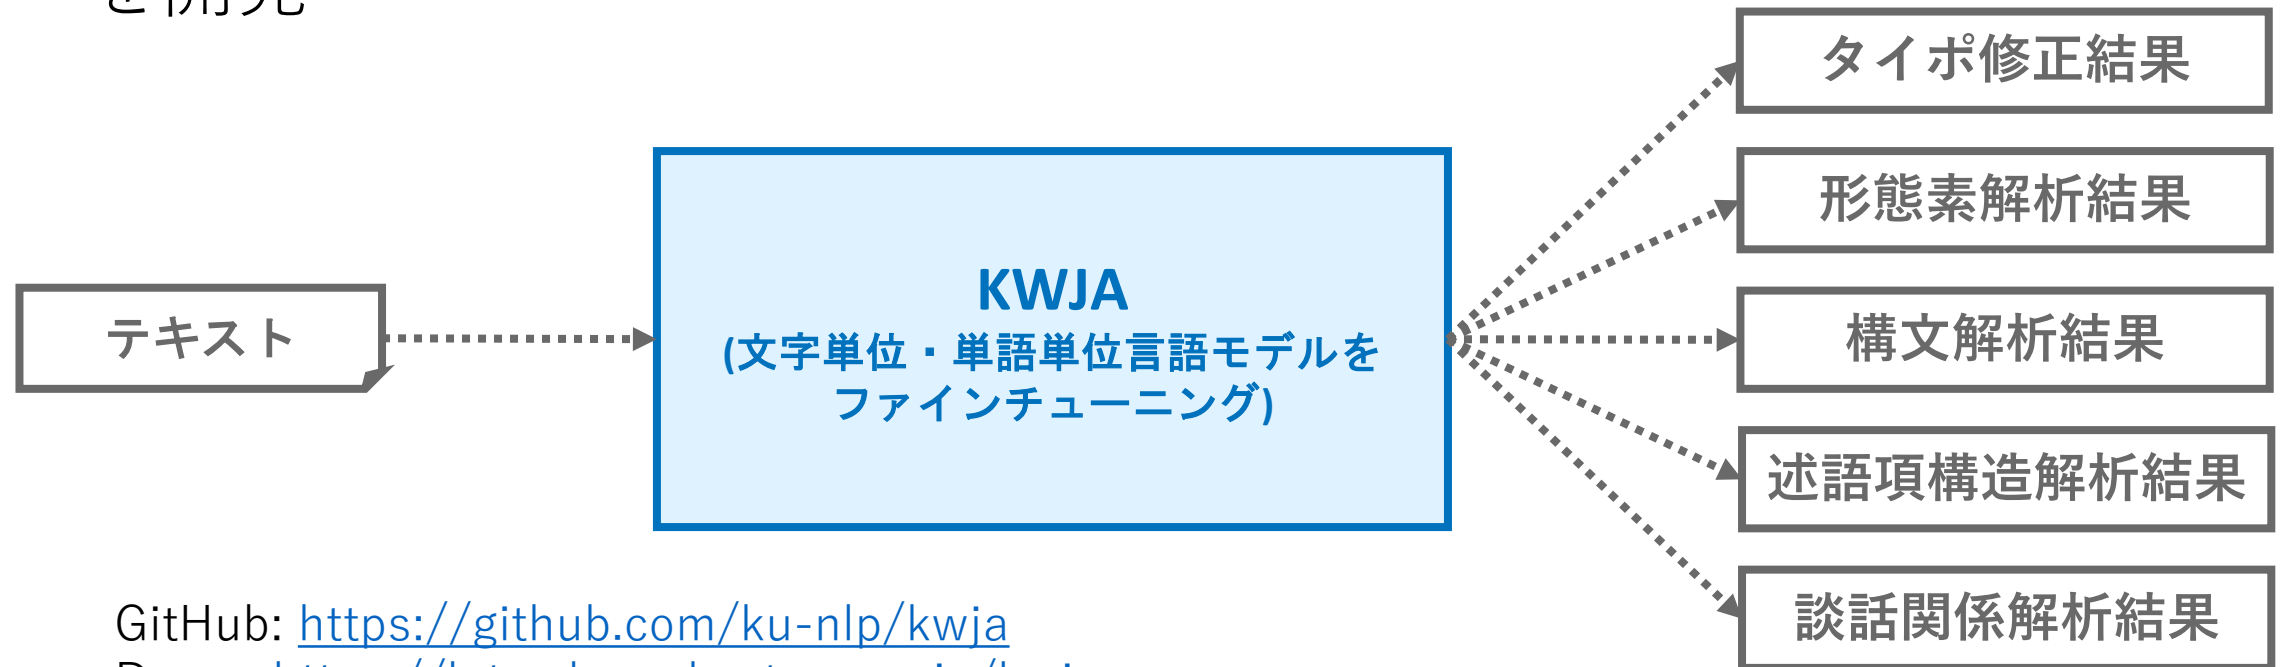 を開発
タイポ修正結果
形態素解析結果
テキスト
KWJA
(文字単位・単語単位言語モデルを
ファインチューニング)
構文解析結果
述語項構造解析結果
談話関係解析結果
GitHub: https://github.com/ku-nlp/kwja